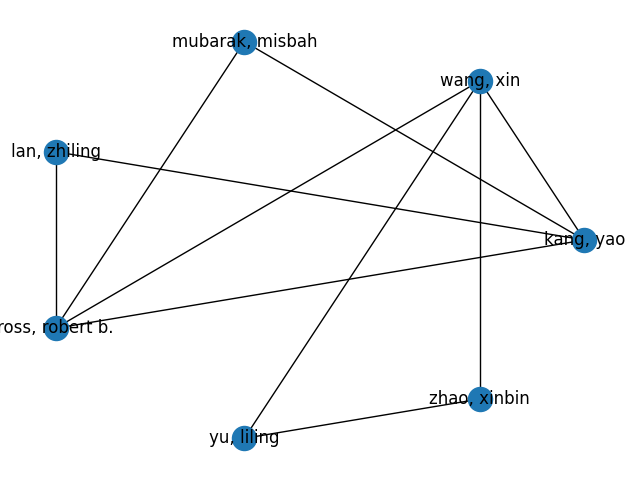 mubarak, misbah
wang, xin
lan, zhiling
kang, yao
ross, robert b.
zhao, xinbin
yu, liling